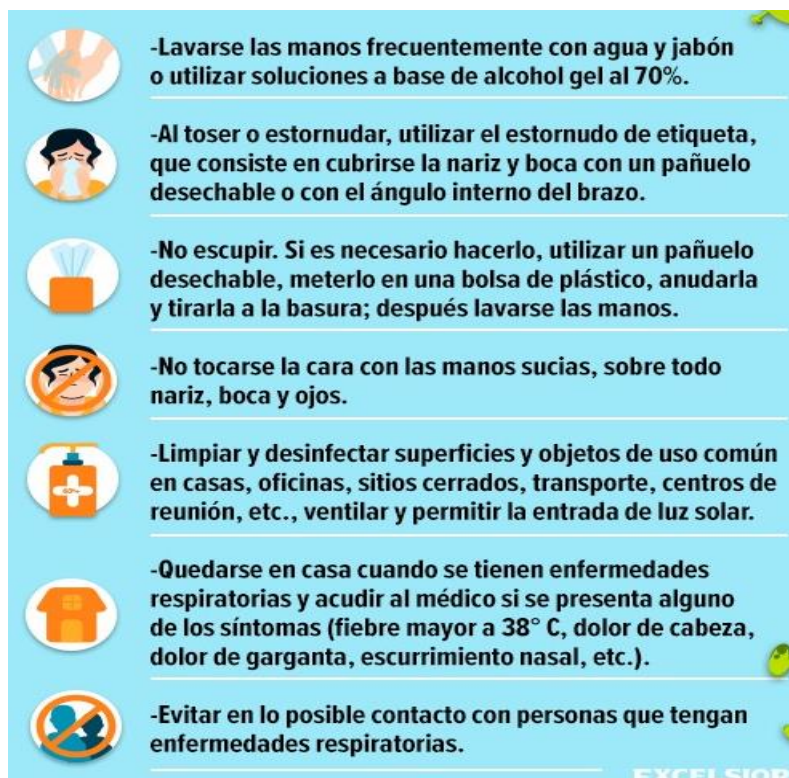 -Lavarse las manos frecuentemente con agua y jabón
o utilizar soluciones a base de alcohol gel al 70%.
-Al toser o estornudar, utilizar el estornudo de etiqueta,
que consiste en cubrirse la nariz y boca con un pañuelo
desechable o con el ángulo interno del brazo.
-No escupir. Si es necesario hacerlo, utilizar un pañuelo
desechable, meterlo en una bolsa de plástico, anudarla
y tirarla a la basura; después lavarse las manos.
-No tocarse la cara con las manos sucias, sobre todo
nariz, boca y ojos.
-Limpiar y desinfectar superficies y objetos de uso común
en casas, oficinas, sitios cerrados, transporte, centros de
reunión, etc., ventilar y permitir la entrada de luz solar.
-Quedarse en casa cuando se tienen enfermedades
respiratorias y acudir al médico si se presenta alguno
de los síntomas (fiebre mayor a 38° C, dolor de cabeza,
dolor de garganta, escurrimiento nasal, etc.).
-Evitar en lo posible contacto con personas que tengan
enfermedades respiratorias.
EXCELSIOR